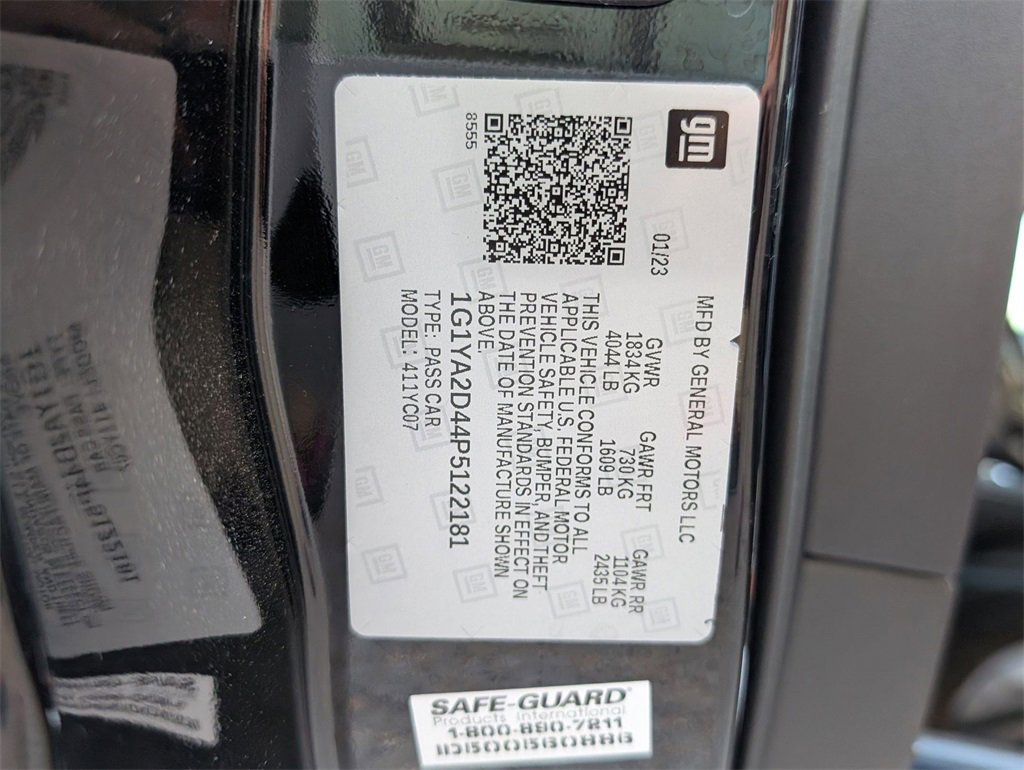 gm
MFD BY GENERAL MOTORS LLC
01/23
GVWR GAWR FRT GAWR RR
1834 KG 730 KG 1104 KG
4044 LB 1609 LB 2435 LB
THIS VEHICLE CONFORMS TO ALL
APPLICABLE U.S. FEDERAL MOTOR
VEHICLE SAFETY, BUMPER, AND THEFT
PREVENTION STANDARDS IN EFFECT ON
THE DATE OF MANUFACTURE SHOWN
ABOVE.
1G1YA2D44P5122181
TYPE: PASS CAR
MODEL: 411YC07
8555
SAFE-GUARD®
Products International
1-800-890-7211